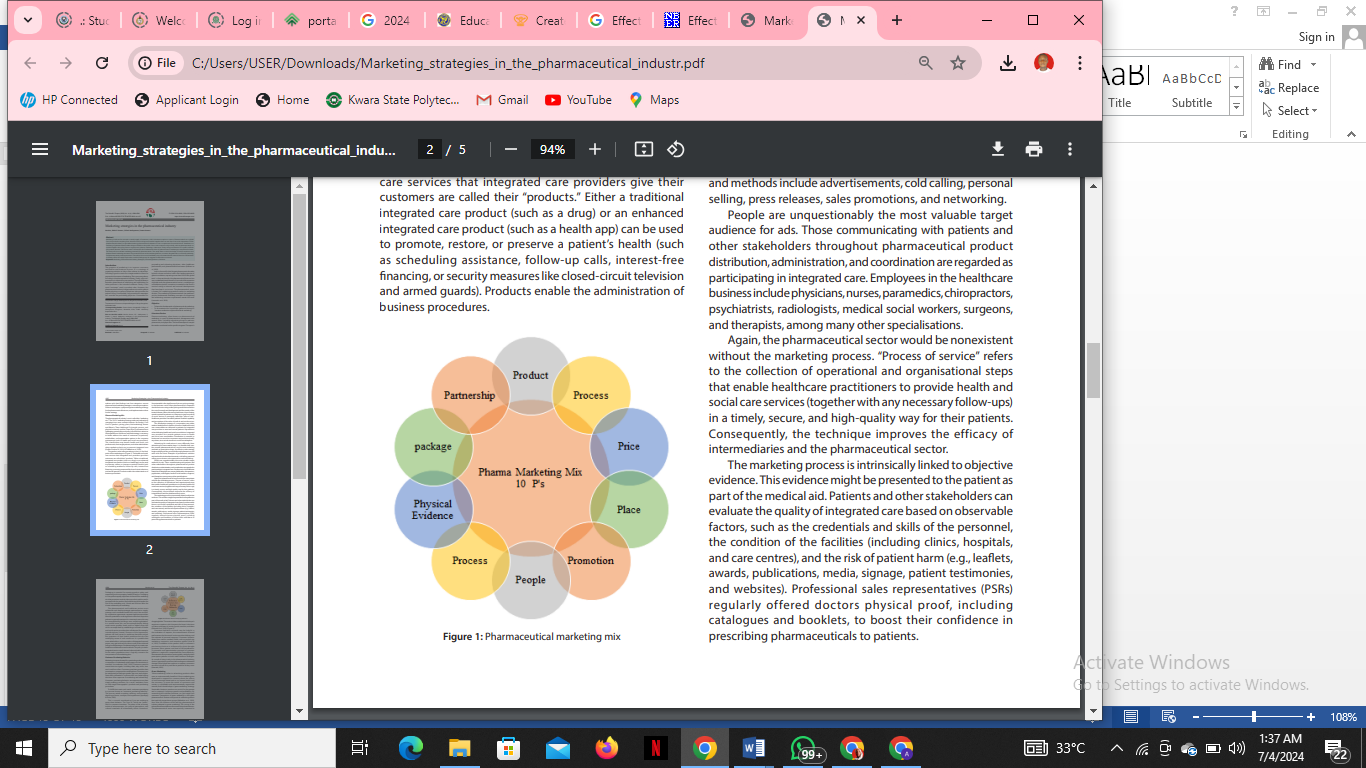 .: Stuc
Welc
Log i
porta
2024
Educa
Creat
Effect
Effect
Mark
Sign in
File
C:/Users/USER/Downloads/Marketing_strategies_in_the_pharmaceutical_industr.pdf
HP Connected
Applicant Login
Home
Kwara State Polytec...
Gmail
YouTube
Maps
AaBl
AaBbCcD
Title
Subtitle
Find
Replace
Select
Editing
Marketing_strategies_in_the_pharmaceutical_indu...
2 / 5
94%
1
2
care services that integrated care providers give their
customers are called their “products.” Either a traditional
integrated care product (such as a drug) or an enhanced
integrated care product (such as a health app) can be used
to promote, restore, or preserve a patient’s health (such
as scheduling assistance, follow-up calls, interest-free
financing, or security measures like closed-circuit television
and armed guards). Products enable the administration of
business procedures.
Product
Process
Price
Place
Promotion
People
Process
Physical
Evidence
package
Partnership
Pharma Marketing Mix
10 P's
Figure 1: Pharmaceutical marketing mix
and methods include advertisements, cold calling, personal
selling, press releases, sales promotions, and networking.
People are unquestionably the most valuable target
audience for ads. Those communicating with patients and
other stakeholders throughout pharmaceutical product
distribution, administration, and coordination are regarded as
participating in integrated care. Employees in the healthcare
business include physicians, nurses, paramedics, chiropractors,
psychiatrists, radiologists, medical social workers, surgeons,
and therapists, among many other specialisations.
Again, the pharmaceutical sector would be nonexistent
without the marketing process. “Process of service” refers
to the collection of operational and organisational steps
that enable healthcare practitioners to provide health and
social care services (together with any necessary follow-ups)
in a timely, secure, and high-quality way for their patients.
Consequently, the technique improves the efficacy of
intermediaries and the pharmaceutical sector.
The marketing process is intrinsically linked to objective
evidence. This evidence might be presented to the patient as
part of the medical aid. Patients and other stakeholders can
evaluate the quality of integrated care based on observable
factors, such as the credentials and skills of the personnel,
the condition of the facilities (including clinics, hospitals,
and care centres), and the risk of patient harm (e.g., leaflets,
awards, publications, media, signage, patient testimonies,
and websites). Professional sales representatives (PSRs)
regularly offered doctors physical proof, including
catalogues and booklets, to boost their confidence in
prescribing pharmaceuticals to patients.
Activate Windows
Go to Settings to activate Windows.
108%
Type here to search
99+
33°C
1:37 AM
7/4/2024
22